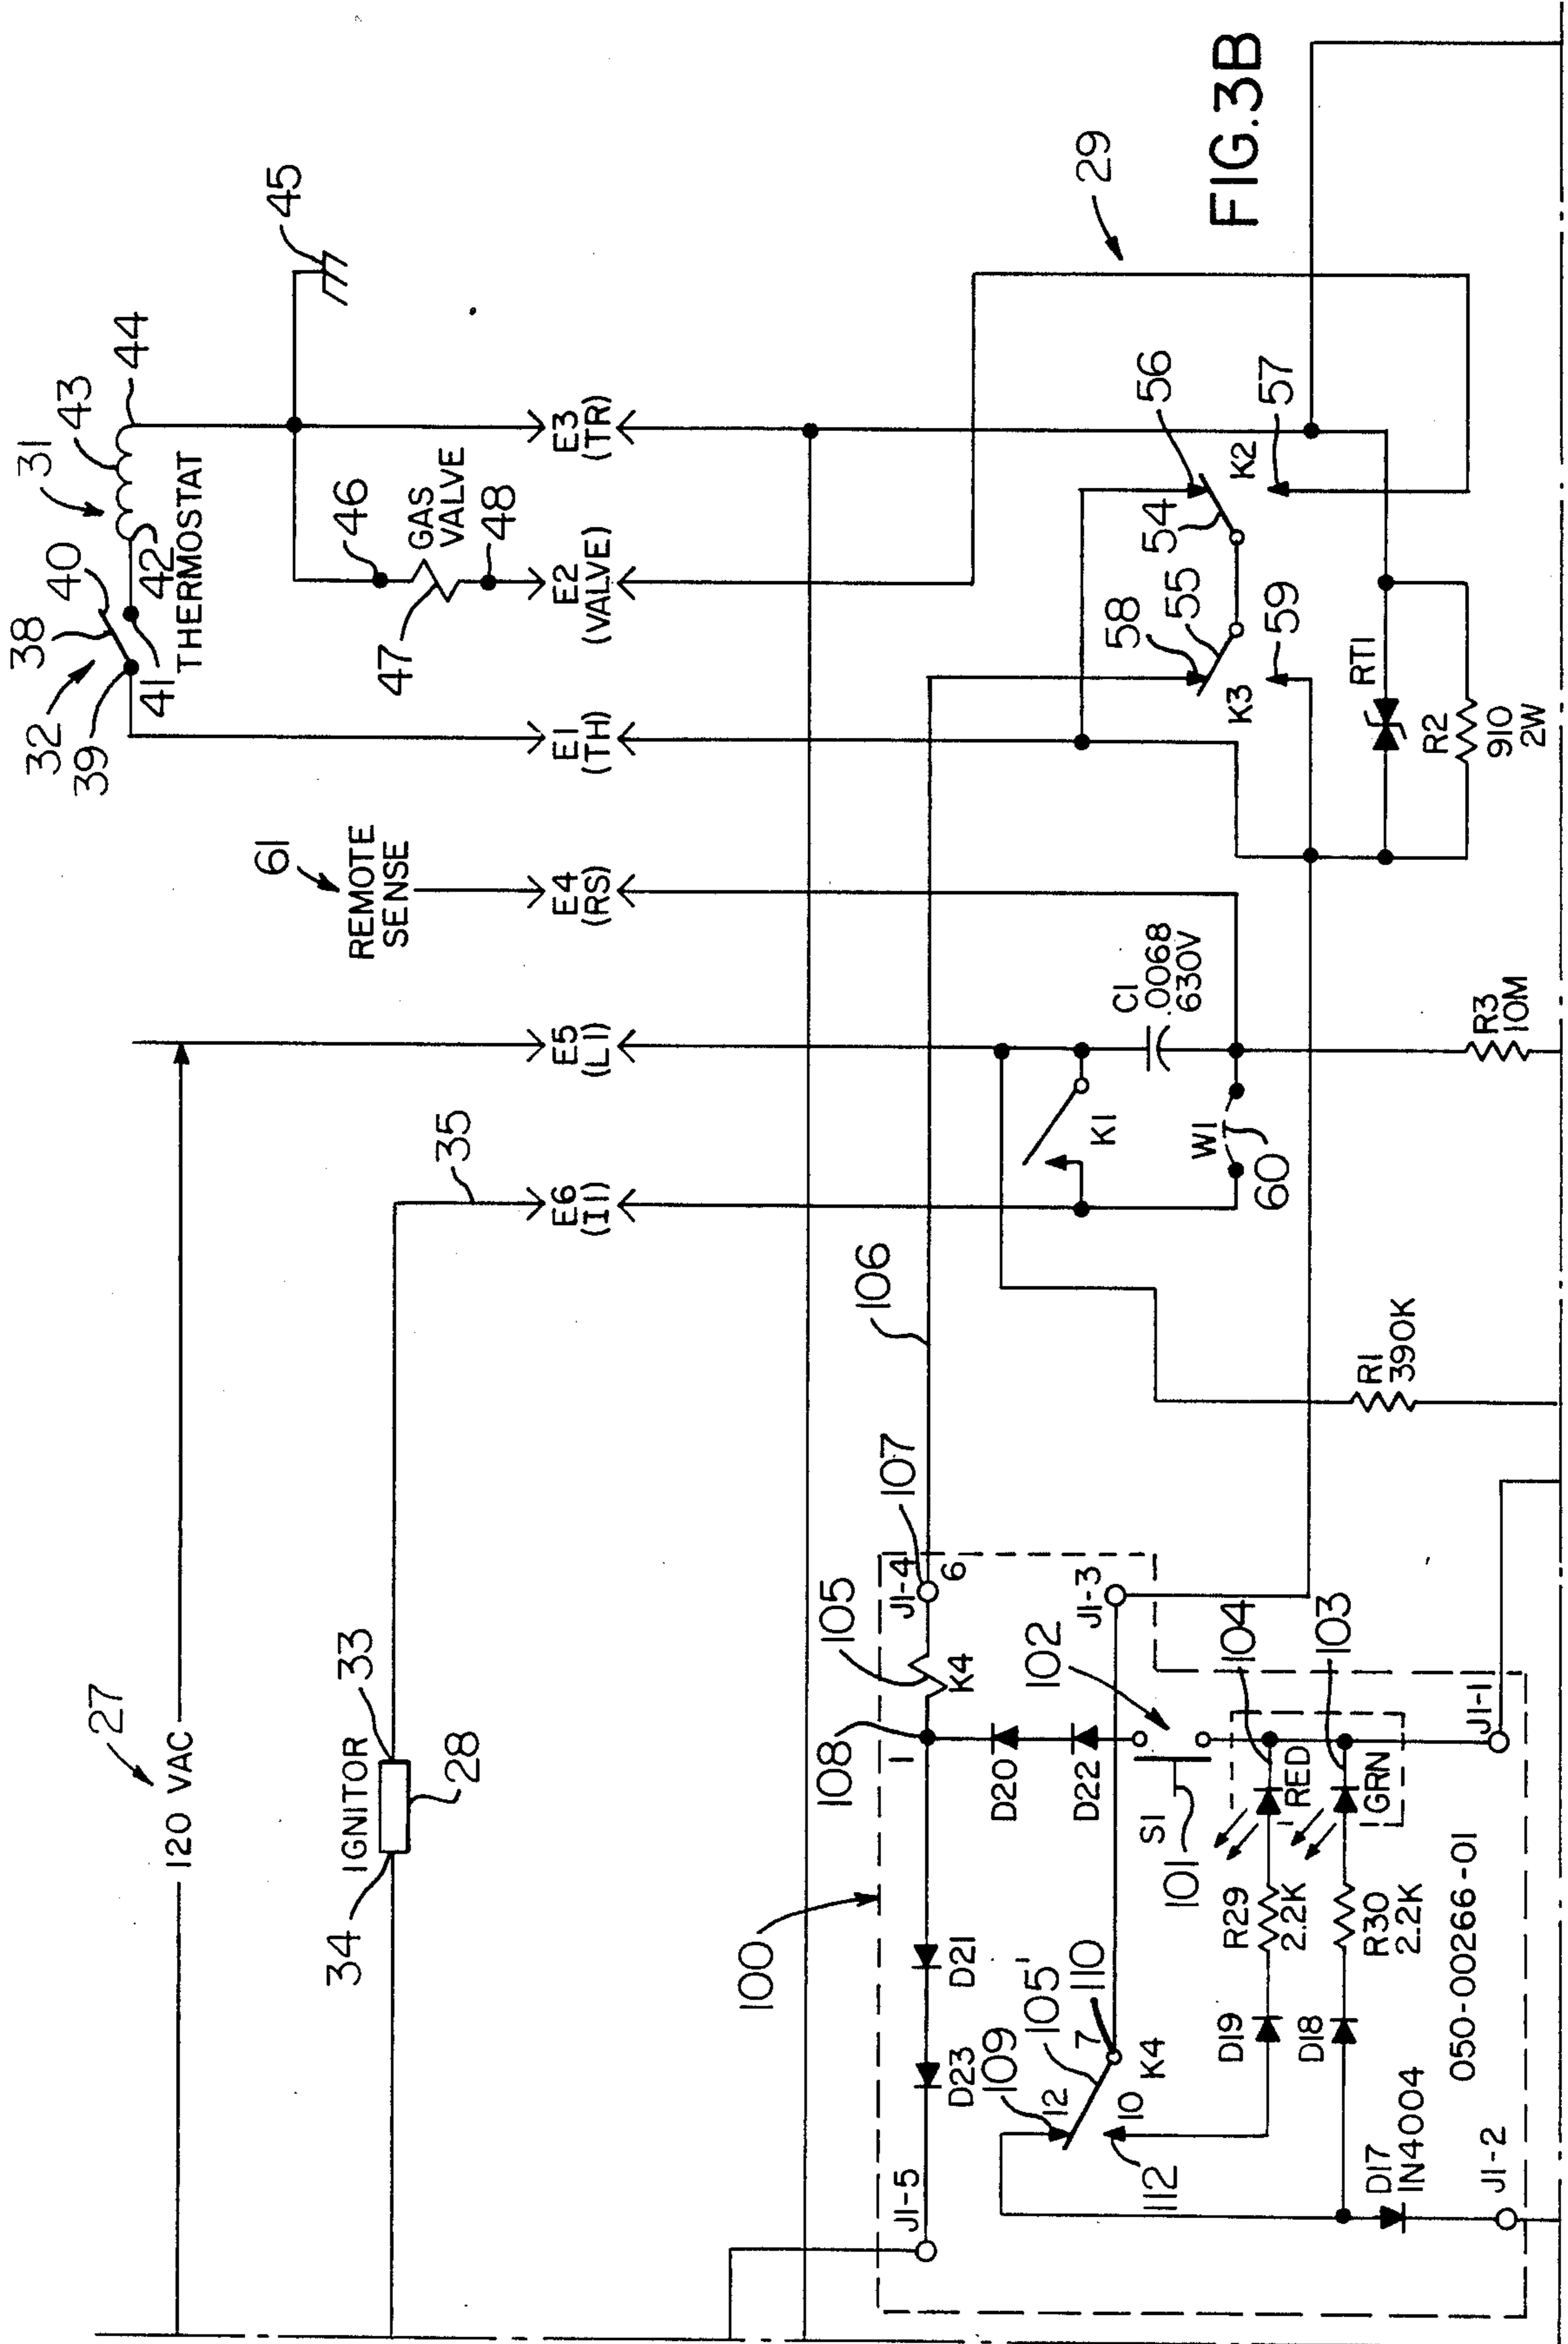 27
120 VAC
IGNITOR
33
34
28
35
32
38
40
31
43
44
39
41
42
THERMOSTAT
45
46
GAS
VALVE
47
48
61
REMOTE
SENSE
E6
(I1)
E5
(L1)
E4
(RS)
E1
(TH)
E2
(VALVE)
E3
(TR)
29
FIG.3B
106
107
105
108
1
J1-4
6
K4
100
J1-5
D23
D21
D20
D22
102
J1-3
S1
101
109
12
105'
7
110
K4
10
112
104
103
RED
GRN
R29
2.2K
R30
2.2K
D19
D18
D17
1N4004
J1-2
J1-1
050-00266-01
R1
390K
K1
W1
60
C1
.0068
630V
R3
10M
58
55
54
56
K3
59
K2
57
RT1
R2
910
2W